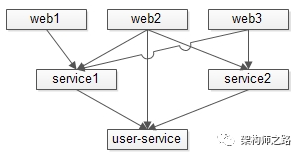 web1
web2
web3
service1
service2
user-service
架构师之路